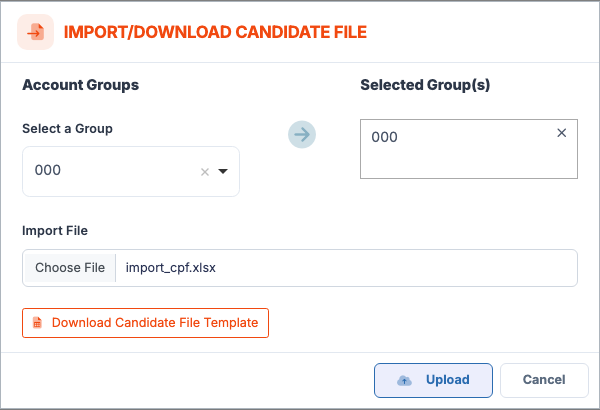 IMPORT/DOWNLOAD CANDIDATE FILE
Account Groups
Selected Group(s)
Select a Group
000
000
Import File
Choose File import_cpf.xlsx
Download Candidate File Template
Upload
Cancel